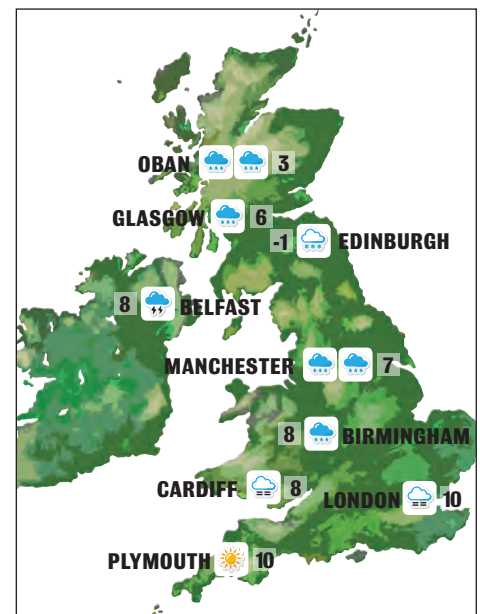 OBAN 3
GLASGOW 6
-1 EDINBURGH
8 BELFAST
MANCHESTER 7
8 BIRMINGHAM
CARDIFF 8
LONDON 10
PLYMOUTH 10